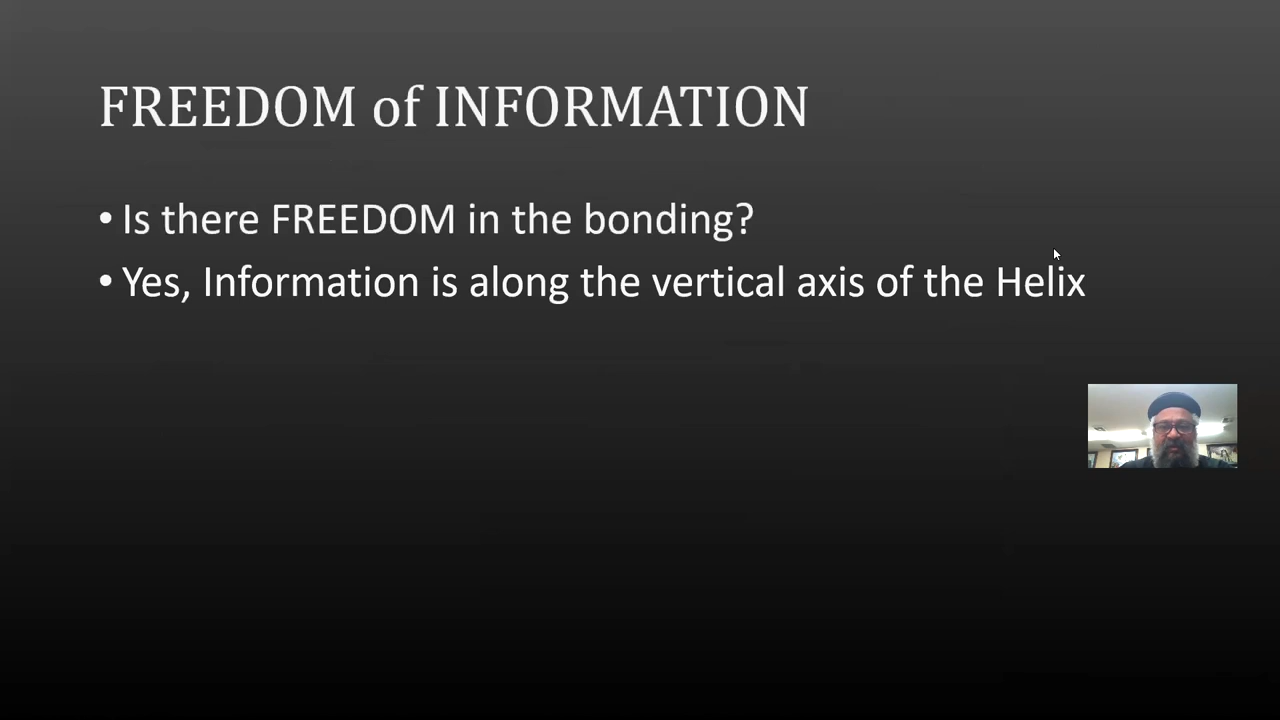 FREEDOM of INFORMATION
• Is there FREEDOM in the bonding?
• Yes, Information is along the vertical axis of the Helix